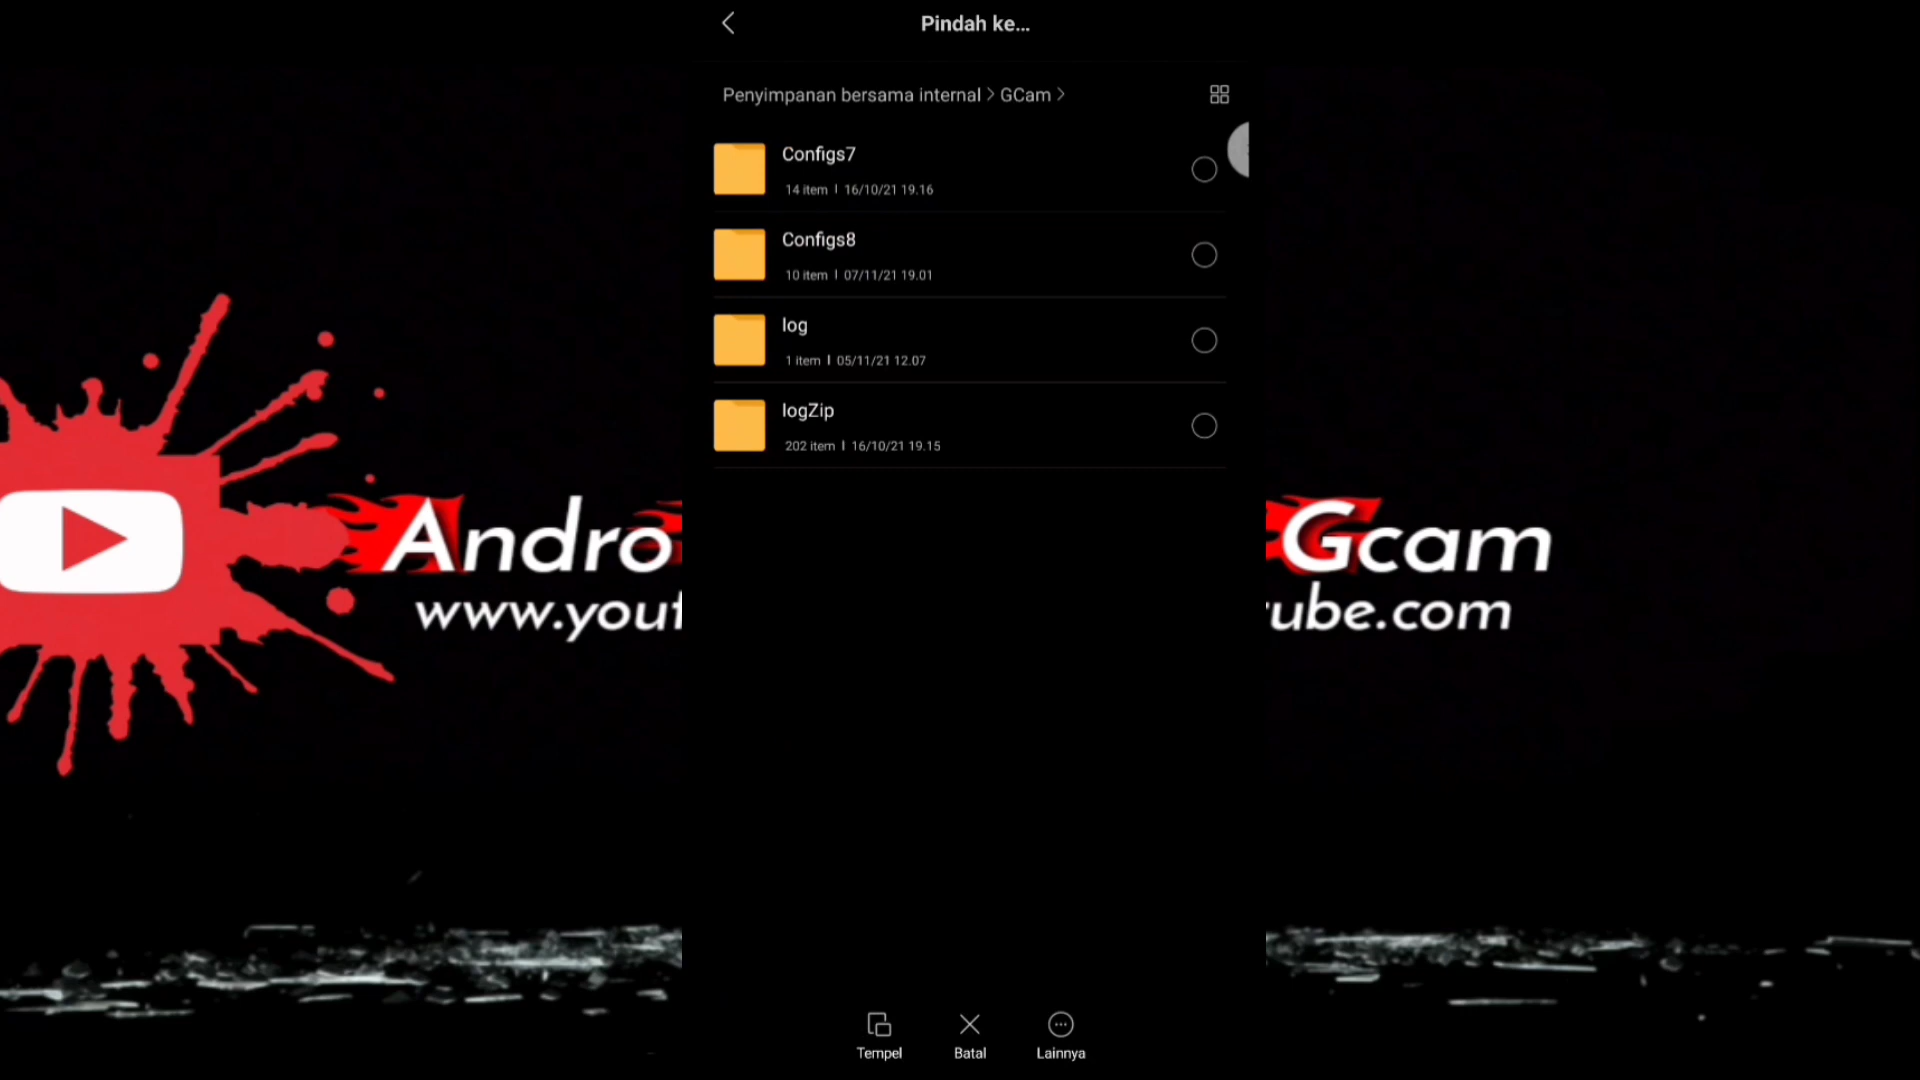 Pindah ke...
Penyimpanan bersama internal > GCam >
Configs7
14 item | 16/10/21 19.16
Configs8
10 item | 07/11/21 19.01
log
1 item | 05/11/21 12.07
logZip
202 item | 16/10/21 19.15
Andro Gcam
www.yout ube.com
Tempel Batal Lainnya